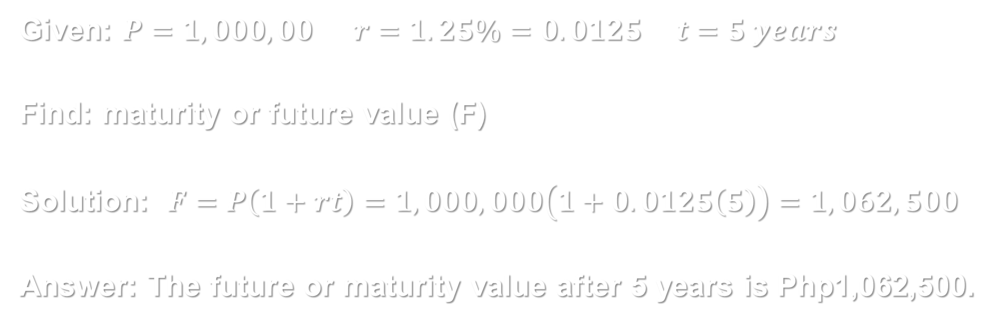 Given: P = 1,000,00 r = 1.25% = 0.0125 t = 5 years
Find: maturity or future value (F)
Solution: F = P(1 + rt) = 1,000,000(1 + 0.0125(5)) = 1,062,500
Answer: The future or maturity value after 5 years is Php1,062,500.